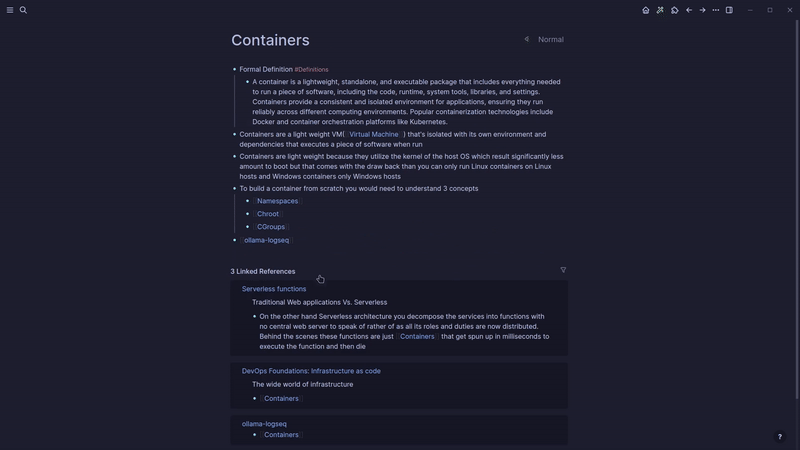 Containers
Normal
Formal Definition #Definitions
A container is a lightweight, standalone, and executable package that includes everything needed
to run a piece of software, including the code, runtime, system tools, libraries, and settings.
Containers provide a consistent and isolated environment for applications, ensuring they run
reliably across different computing environments. Popular containerization technologies include
Docker and container orchestration platforms like Kubernetes.
Containers are a light weight VM( Virtual Machine ) that's isolated with its own environment and
dependencies that executes a piece of software when run
Containers are light weight because they utilize the kernel of the host OS which result significantly less
amount to boot but that comes with the draw back than you can only run Linux containers on Linux
hosts and Windows containers only Windows hosts
To build a container from scratch you would need to understand 3 concepts
Namespaces
Chroot
CGroups
ollama-logseq
3 Linked References
Serverless functions
Traditional Web applications Vs. Serverless
On the other hand Serverless architecture you decompose the services into functions with
no central web server to speak of rather of as all its roles and duties are now distributed.
Behind the scenes these functions are just Containers that get spun up in milliseconds to
execute the function and then die
DevOps Foundations: Infrastructure as code
The wide world of infrastructure
Containers
ollama-logseq
Containers
?